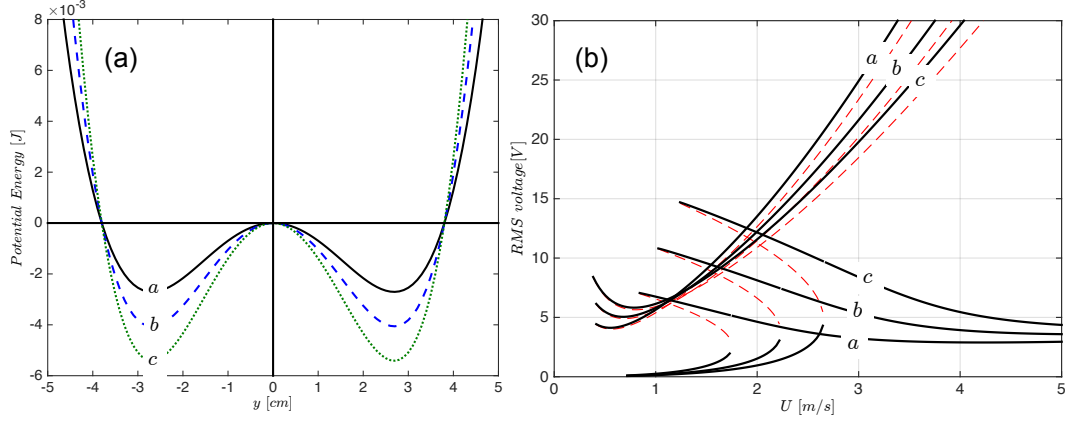 ×10⁻³
8
6
4
2
0
-2
-4
-6
-5 -4 -3 -2 -1 0 1 2 3 4 5
Potential Energy [J]
y [cm]
(a)
a
b
c
30
25
20
15
10
5
0
0 1 2 3 4 5
RMS voltage[V]
U [m/s]
(b)
a
b
c
c
b
a